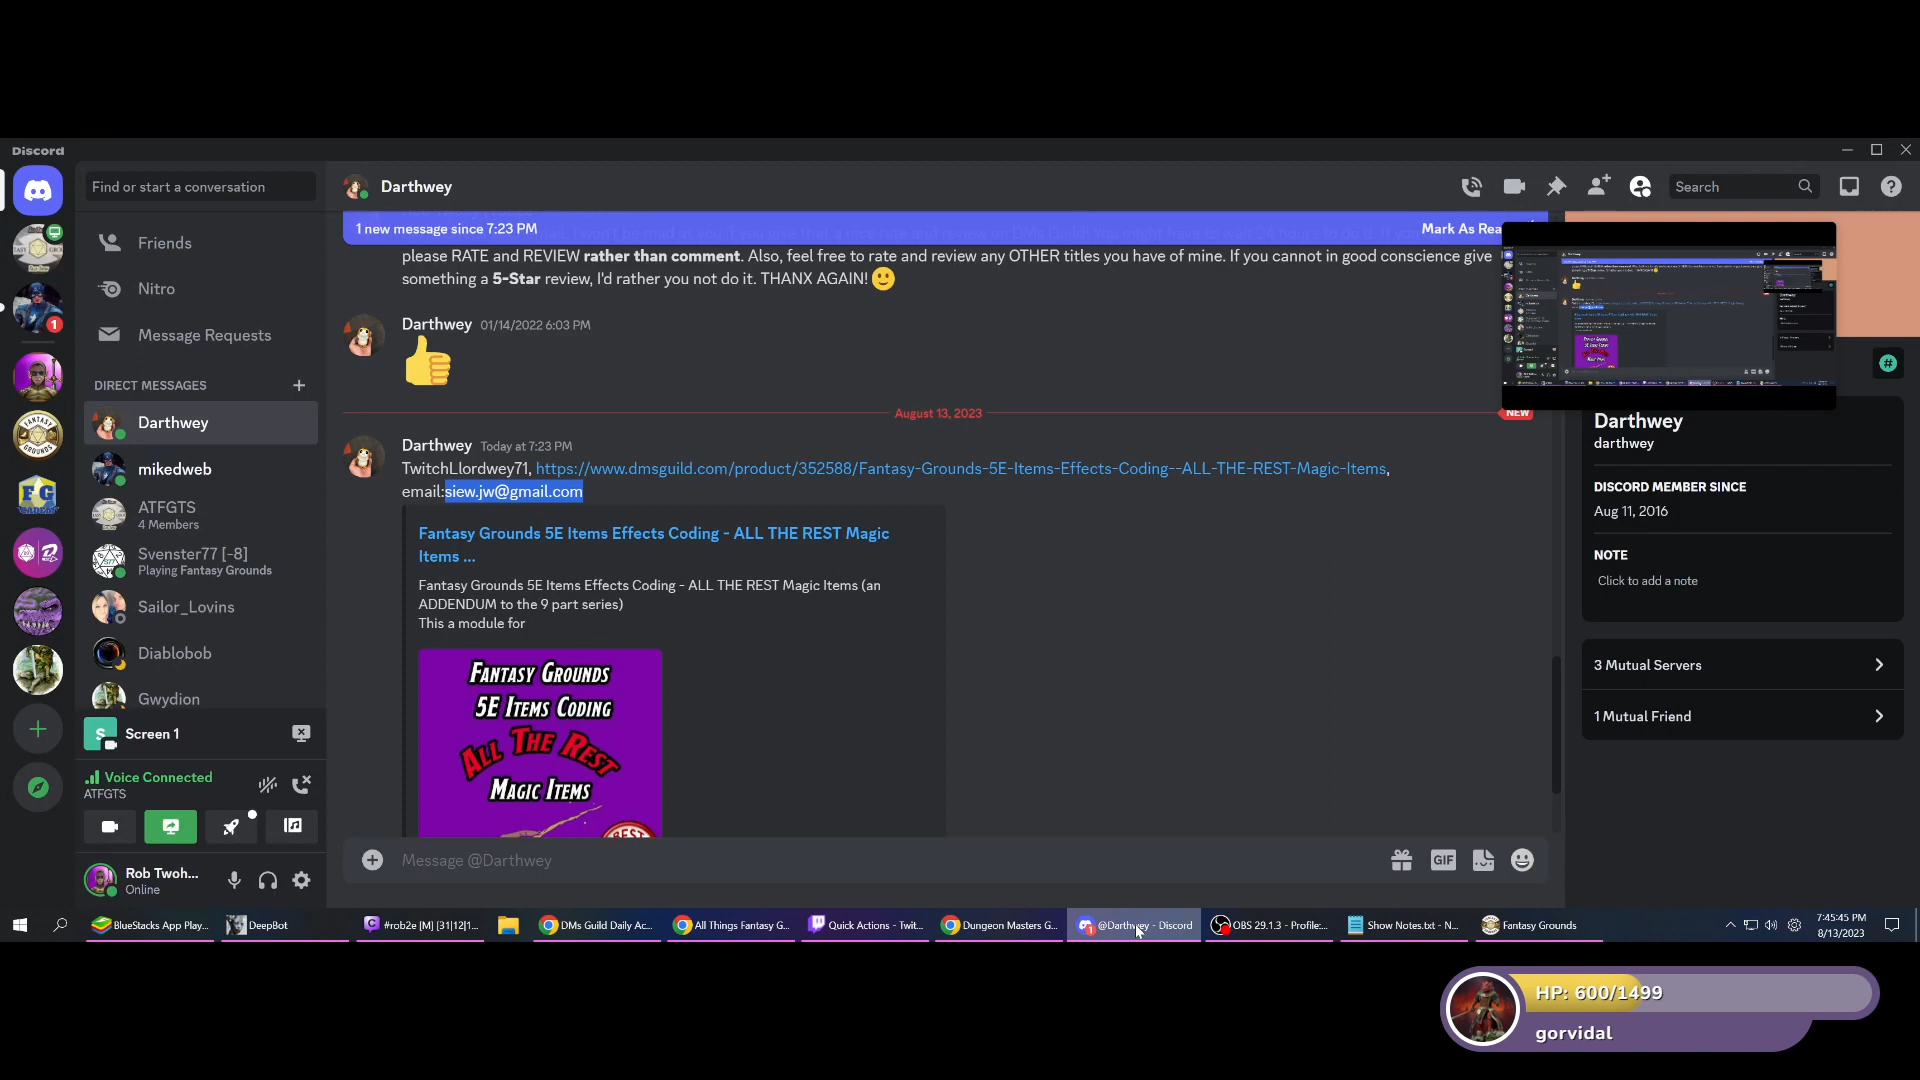 Discord
Find or start a conversation
Friends
Nitro
Message Requests
DIRECT MESSAGES
Darthwey
mikedweb
ATFGTS
4 Members
Svenster77 [-8]
Playing Fantasy Grounds
Sailor_Lovins
Diablobob
Gwydion
Screen 1
Voice Connected
ATFGTS
Rob Twoh...
Online
1
Darthwey
Search
1 new message since 7:23 PM
Mark As Rea
please RATE and REVIEW rather than comment. Also, feel free to rate and review any OTHER titles you have of mine. If you cannot in good conscience give
something a 5-Star review, I'd rather you not do it. THANX AGAIN!
Darthwey 01/14/2022 6:03 PM
August 13, 2023
NEW
Darthwey Today at 7:23 PM
TwitchLlordwey71, https://www.dmsguild.com/product/352588/Fantasy-Grounds-5E-Items-Effects-Coding--ALL-THE-REST-Magic-Items,
email:siew.jw@gmail.com
Fantasy Grounds 5E Items Effects Coding - ALL THE REST Magic
Items ...
Fantasy Grounds 5E Items Effects Coding - ALL THE REST Magic Items (an
ADDENDUM to the 9 part series)
This a module for
FANTASY GROUNDS
5E ITEMS CODING
ALL THE REST
MAGIC ITEMS
BEST
Message @Darthwey
GIF
Darthwey
darthwey
DISCORD MEMBER SINCE
Aug 11, 2016
NOTE
Click to add a note
3 Mutual Servers
1 Mutual Friend
BlueStacks App Play...
DeepBot
#rob2e [M] [31|12|1...
DMs Guild Daily Ac...
All Things Fantasy G...
Quick Actions - Twit...
Dungeon Masters G...
@Darthwey - Discord
OBS 29.1.3 - Profile:...
Show Notes.txt - N...
Fantasy Grounds
7:45:45 PM
8/13/2023
HP: 600/1499
gorvidal